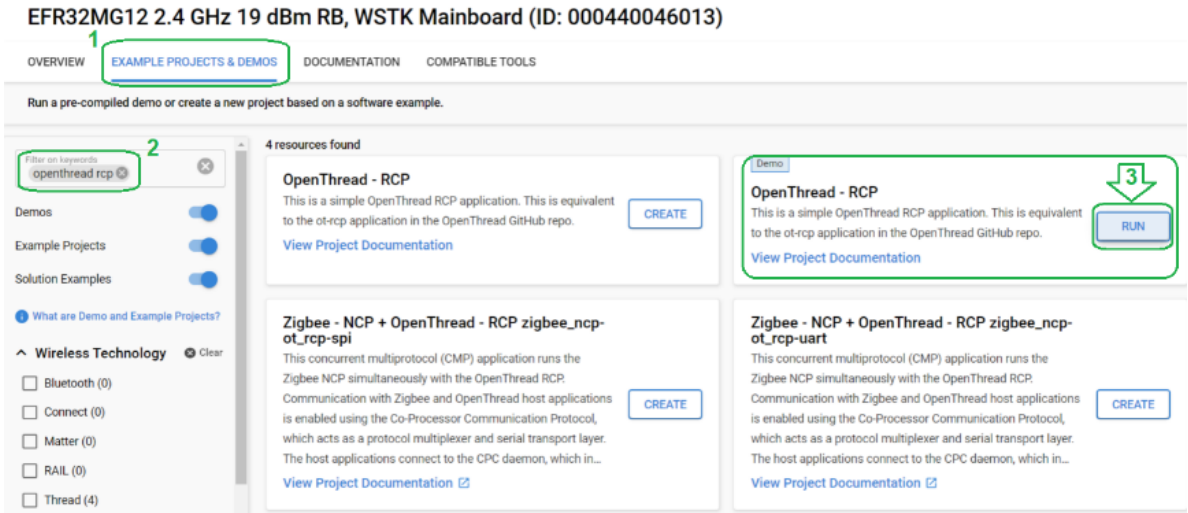 EFR32MG12 2.4 GHz 19 dBm RB, WSTK Mainboard (ID: 000440046013)
1
OVERVIEW EXAMPLE PROJECTS & DEMOS DOCUMENTATION COMPATIBLE TOOLS
Run a pre-compiled demo or create a new project based on a software example.
2
Filter on keywords
openthread rcp
Demos
Example Projects
Solution Examples
What are Demo and Example Projects?
Wireless Technology Clear
Bluetooth (0)
Connect (0)
Matter (0)
RAIL (0)
Thread (4)
4 resources found
OpenThread - RCP
This is a simple OpenThread RCP application. This is equivalent
to the ot-rcp application in the OpenThread GitHub repo.
View Project Documentation
CREATE
Demo
OpenThread - RCP
This is a simple OpenThread RCP application. This is equivalent
to the ot-rcp application in the OpenThread GitHub repo.
View Project Documentation
3
RUN
Zigbee - NCP + OpenThread - RCP zigbee_ncp-
ot_rcp-spi
This concurrent multiprotocol (CMP) application runs the
Zigbee NCP simultaneously with the OpenThread RCP.
Communication with Zigbee and OpenThread host applications
is enabled using the Co-Processor Communication Protocol,
which acts as a protocol multiplexer and serial transport layer.
The host applications connect to the CPC daemon, which in...
View Project Documentation
CREATE
Zigbee - NCP + OpenThread - RCP zigbee_ncp-
ot_rcp-uart
This concurrent multiprotocol (CMP) application runs the
Zigbee NCP simultaneously with the OpenThread RCP.
Communication with Zigbee and OpenThread host applications
is enabled using the Co-Processor Communication Protocol,
which acts as a protocol multiplexer and serial transport layer.
The host applications connect to the CPC daemon, which in...
View Project Documentation
CREATE